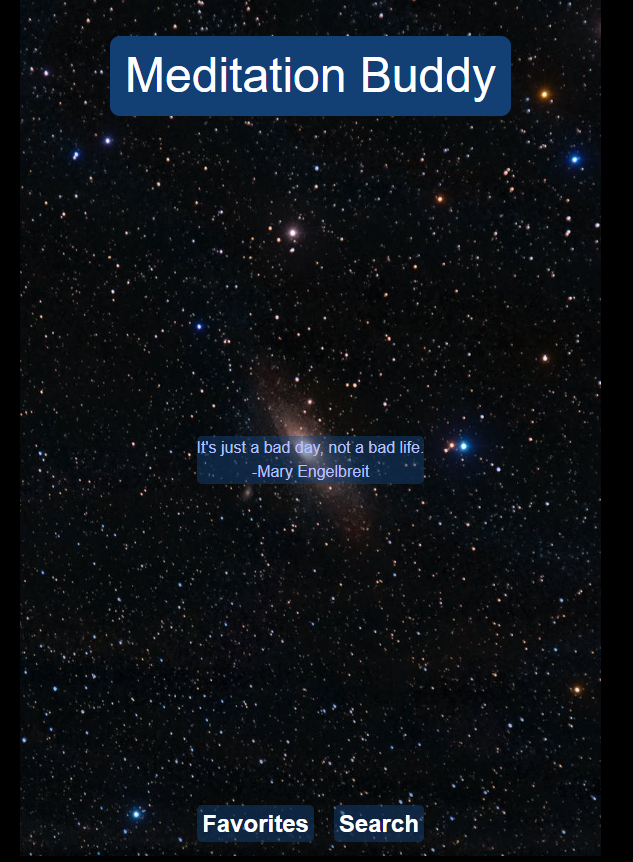 Meditation Buddy
It's just a bad day, not a bad life.
-Mary Engelbreit
Favorites
Search